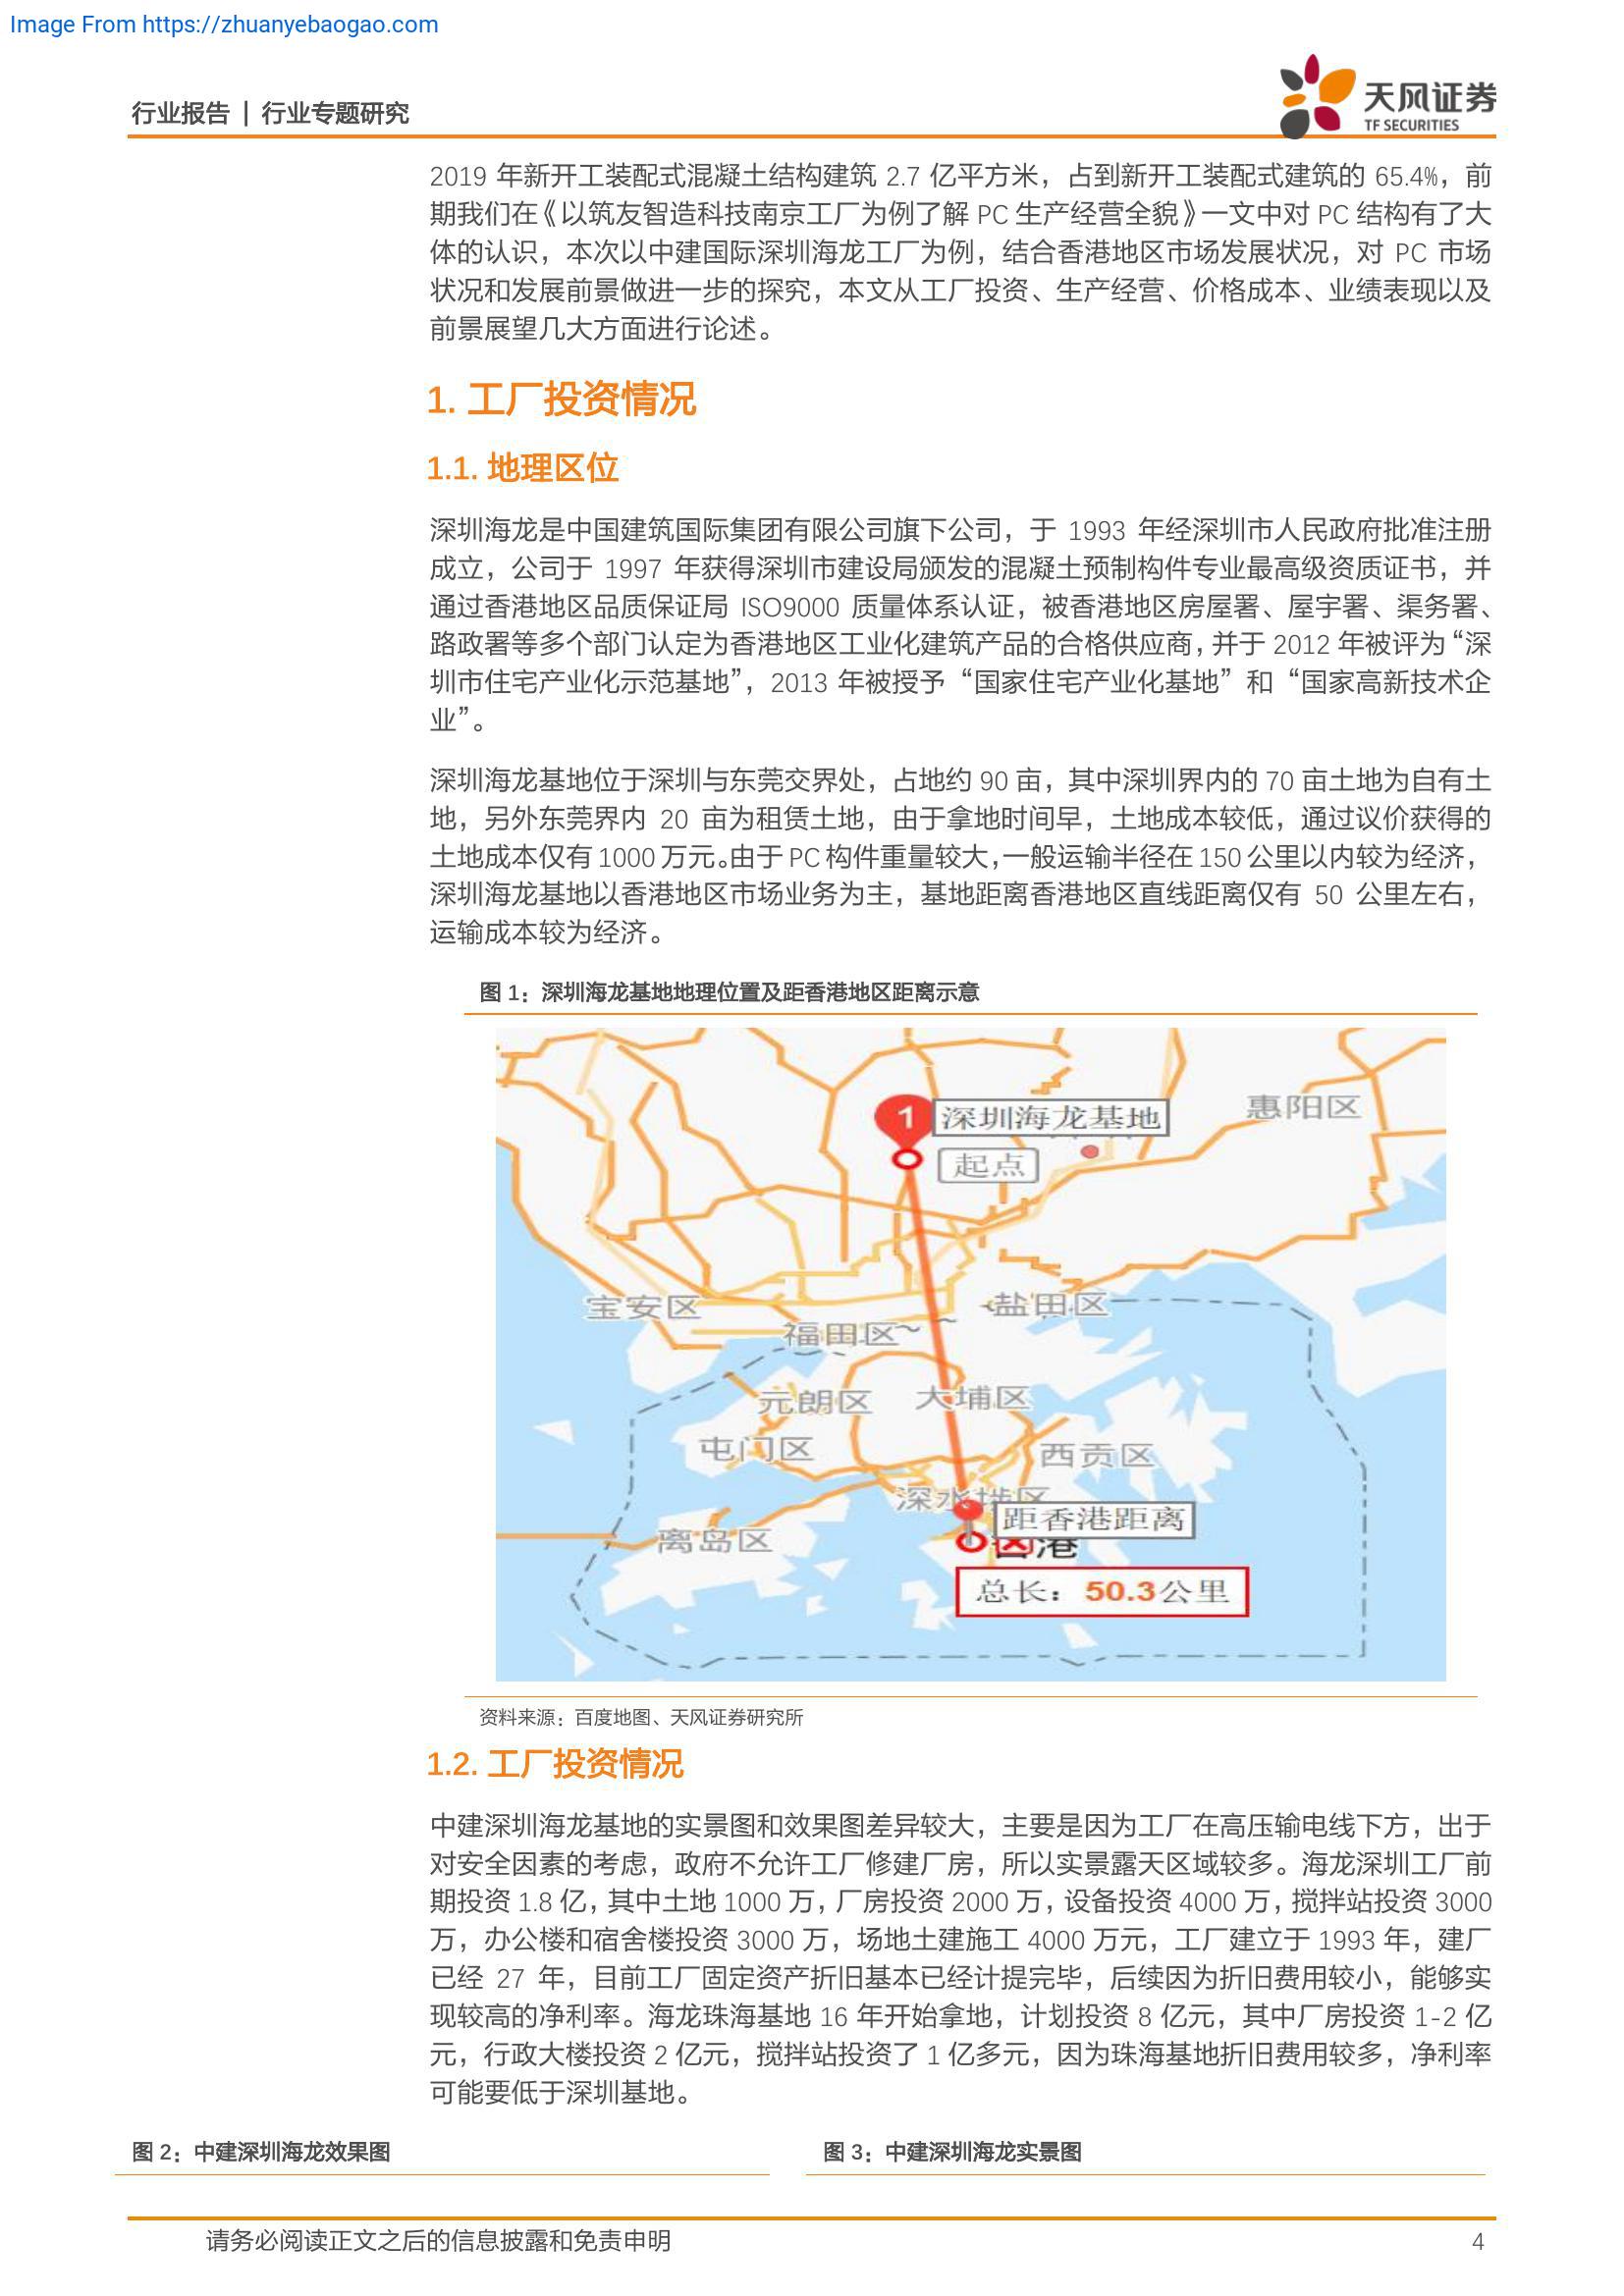 Image From https://zhuanyebaogao.com
行业报告 | 行业专题研究
天风证券
TF SECURITIES
2019 年新开工装配式混凝土结构建筑 2.7 亿平方米，占到新开工装配式建筑的 65.4%，前
期我们在《以筑友智造科技南京工厂为例了解 PC 生产经营全貌》一文中对 PC 结构有了大
体的认识，本次以中建国际深圳海龙工厂为例，结合香港地区市场发展状况，对 PC 市场
状况和发展前景做进一步的探究，本文从工厂投资、生产经营、价格成本、业绩表现以及
前景展望几大方面进行论述。
1. 工厂投资情况
1.1. 地理区位
深圳海龙是中国建筑国际集团有限公司旗下公司，于 1993 年经深圳市人民政府批准注册
成立，公司于 1997 年获得深圳市建设局颁发的混凝土预制构件专业最高级资质证书，并
通过香港地区品质保证局 ISO9000 质量体系认证，被香港地区房屋署、屋宇署、渠务署、
路政署等多个部门认定为香港地区工业化建筑产品的合格供应商，并于 2012 年被评为“深
圳市住宅产业化示范基地”，2013 年被授予“国家住宅产业化基地”和“国家高新技术企
业”。
深圳海龙基地位于深圳与东莞交界处，占地约 90 亩，其中深圳界内的 70 亩土地为自有土
地，另外东莞界内 20 亩为租赁土地，由于拿地时间早，土地成本较低，通过议价获得的
土地成本仅有 1000 万元。由于 PC 构件重量较大，一般运输半径在 150 公里以内较为经济，
深圳海龙基地以香港地区市场业务为主，基地距离香港地区直线距离仅有 50 公里左右，
运输成本较为经济。
图 1：深圳海龙基地地理位置及距香港地区距离示意
惠阳区
1
深圳海龙基地
起点
宝安区
盐田区
福田区
元朗区
大埔区
屯门区
西贡区
深水埗区
距香港距离
离岛区
港
总长：50.3公里
资料来源：百度地图、天风证券研究所
1.2. 工厂投资情况
中建深圳海龙基地的实景图和效果图差异较大，主要是因为工厂在高压输电线下方，出于
对安全因素的考虑，政府不允许工厂修建厂房，所以实景露天区域较多。海龙深圳工厂前
期投资 1.8 亿，其中土地 1000 万，厂房投资 2000 万，设备投资 4000 万，搅拌站投资 3000
万，办公楼和宿舍楼投资 3000 万，场地土建施工 4000 万元，工厂建立于 1993 年，建厂
已经 27 年，目前工厂固定资产折旧基本已经计提完毕，后续因为折旧费用较小，能够实
现较高的净利率。海龙珠海基地 16 年开始拿地，计划投资 8 亿元，其中厂房投资 1-2 亿
元，行政大楼投资 2 亿元，搅拌站投资了 1 亿多元，因为珠海基地折旧费用较多，净利率
可能要低于深圳基地。
图 2：中建深圳海龙效果图
图 3：中建深圳海龙实景图
请务必阅读正文之后的信息披露和免责申明
4